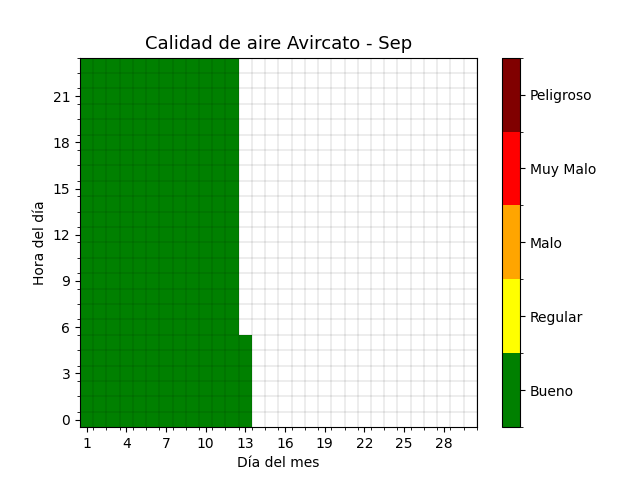 Calidad de aire Avircato - Sep
Hora del día
21
18
15
12
9
6
3
0
1 4 7 10 13 16 19 22 25 28
Día del mes
Peligroso
Muy Malo
Malo
Regular
Bueno